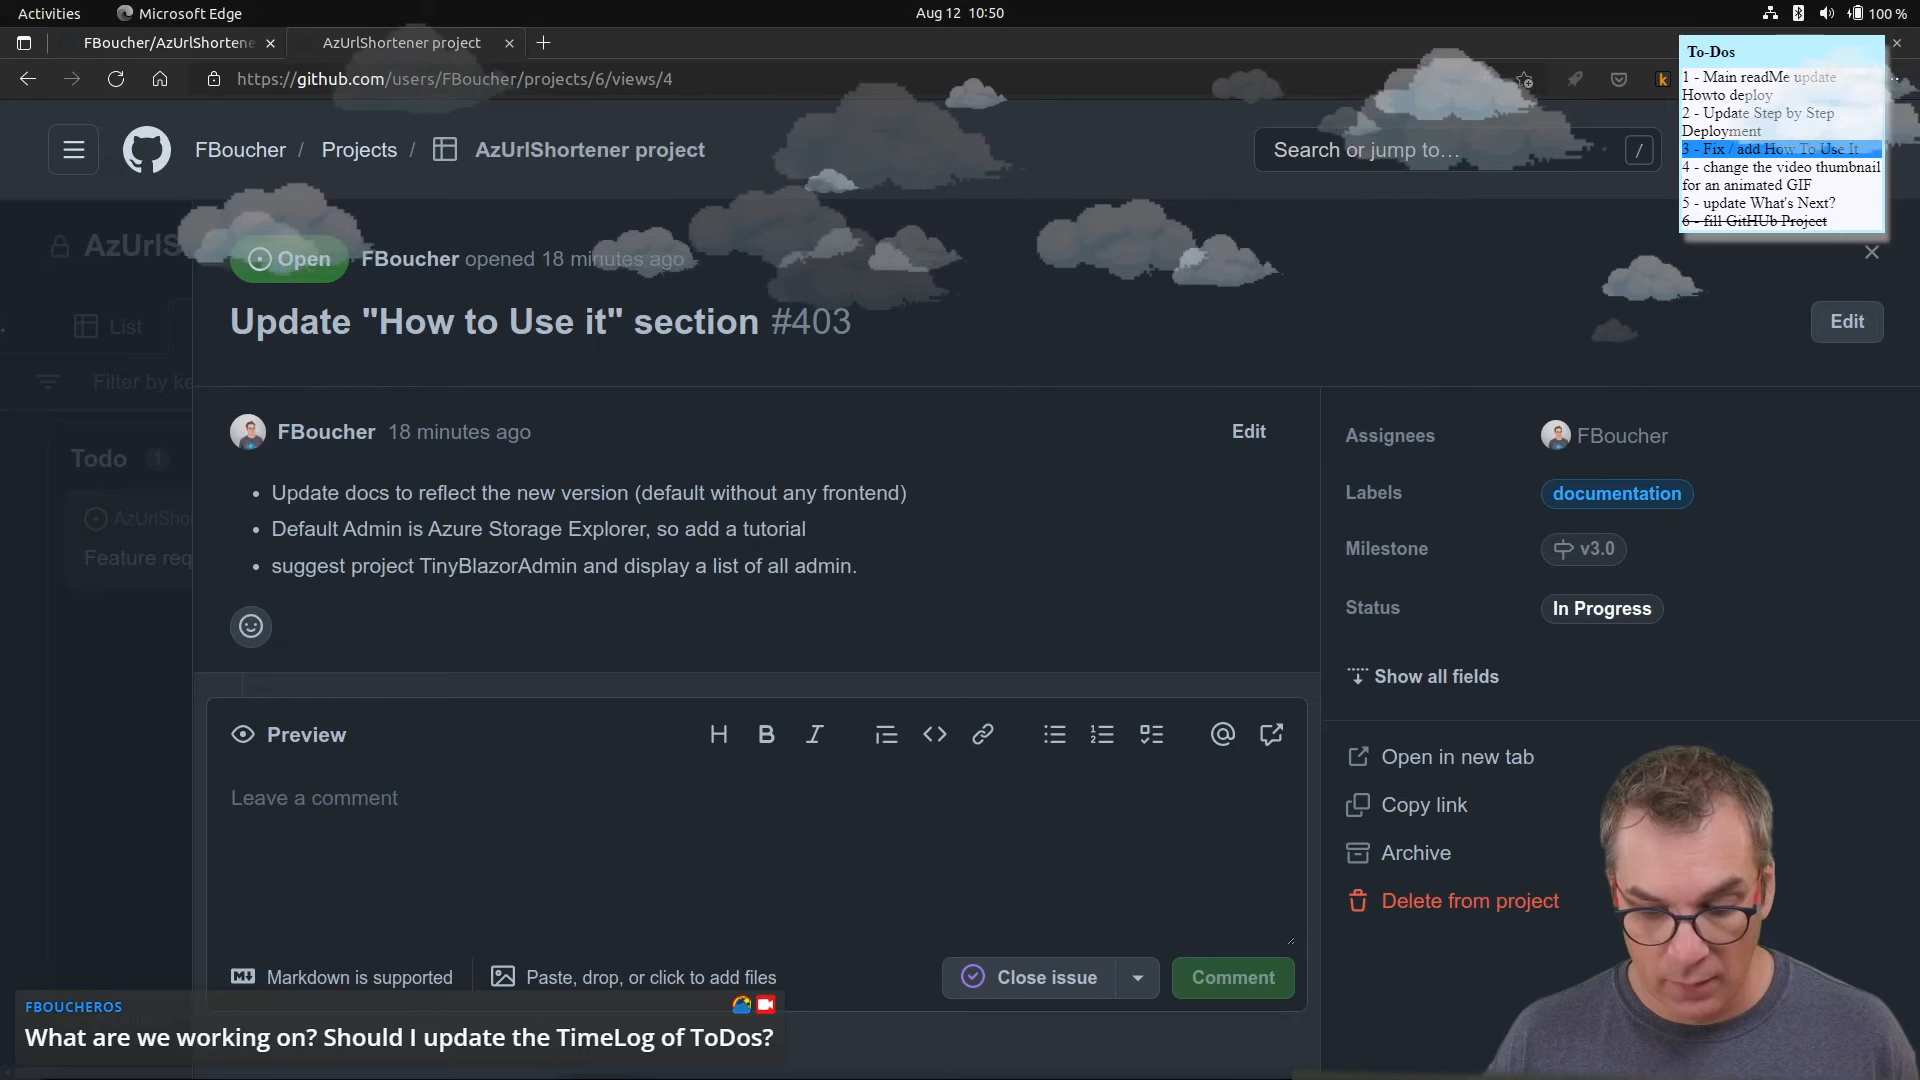 Activities
Microsoft Edge
Aug 12 10:50
100 %
FBoucher/AzUrlShortene
AzUrlShortener project
https://github.com/users/FBoucher/projects/6/views/4
To-Dos
1 - Main readMe update
Howto deploy
2 - Update Step by Step
Deployment
3 - Fix / add How To Use It
4 - change the video thumbnail
for an animated GIF
5 - update What's Next?
6 - fill GitHUb Project
FBoucher / Projects / AzUrlShortener project
Search or jump to...
/
AzUrlS
Open
FBoucher opened 18 minutes ago
Update "How to Use it" section #403
Edit
List
Filter by ke
Todo 1
AzUrlSho
Feature req
FBoucher 18 minutes ago
Edit
• Update docs to reflect the new version (default without any frontend)
• Default Admin is Azure Storage Explorer, so add a tutorial
• suggest project TinyBlazorAdmin and display a list of all admin.
Assignees
FBoucher
Labels
documentation
Milestone
v3.0
Status
In Progress
Show all fields
Preview
Leave a comment
Open in new tab
Copy link
Archive
Delete from project
Markdown is supported
Paste, drop, or click to add files
Close issue
Comment
FBOUCHEROS
What are we working on? Should I update the TimeLog of ToDos?